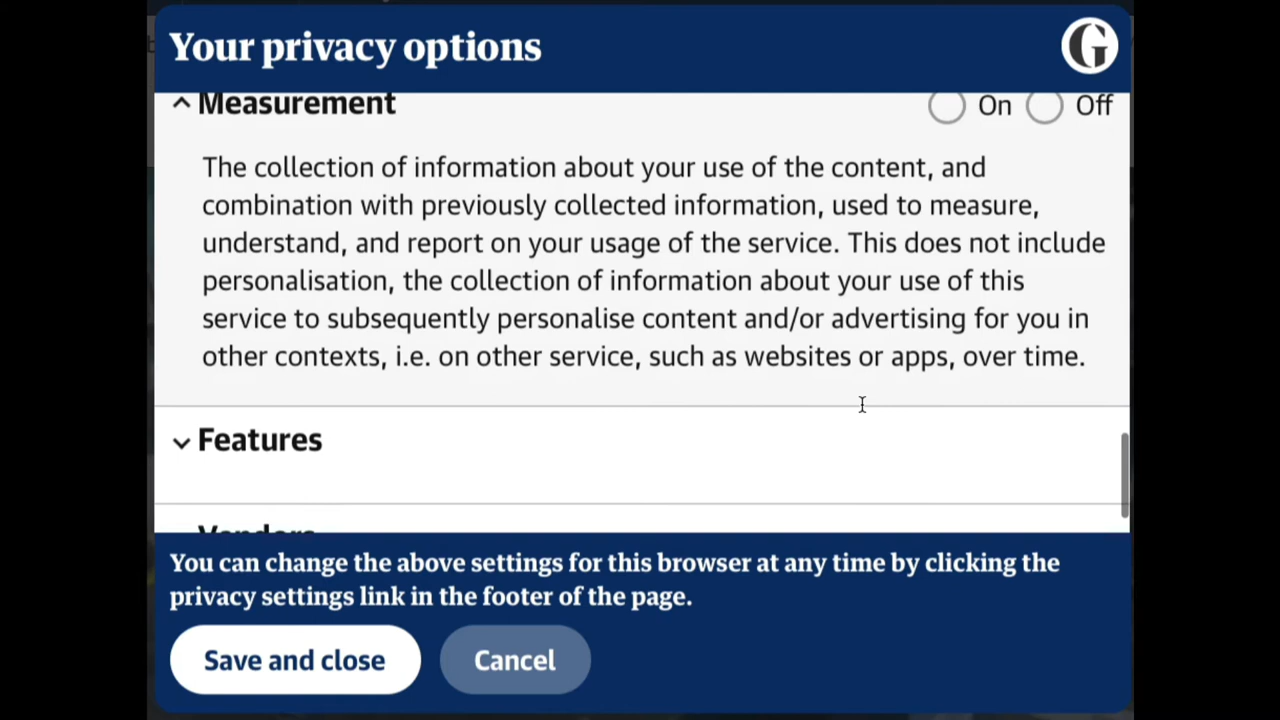 Your privacy options
G
Measurement
On
Off
The collection of information about your use of the content, and
combination with previously collected information, used to measure,
understand, and report on your usage of the service. This does not include
personalisation, the collection of information about your use of this
service to subsequently personalise content and/or advertising for you in
other contexts, i.e. on other service, such as websites or apps, over time.
Features
Vendors
You can change the above settings for this browser at any time by clicking the
privacy settings link in the footer of the page.
Save and close
Cancel